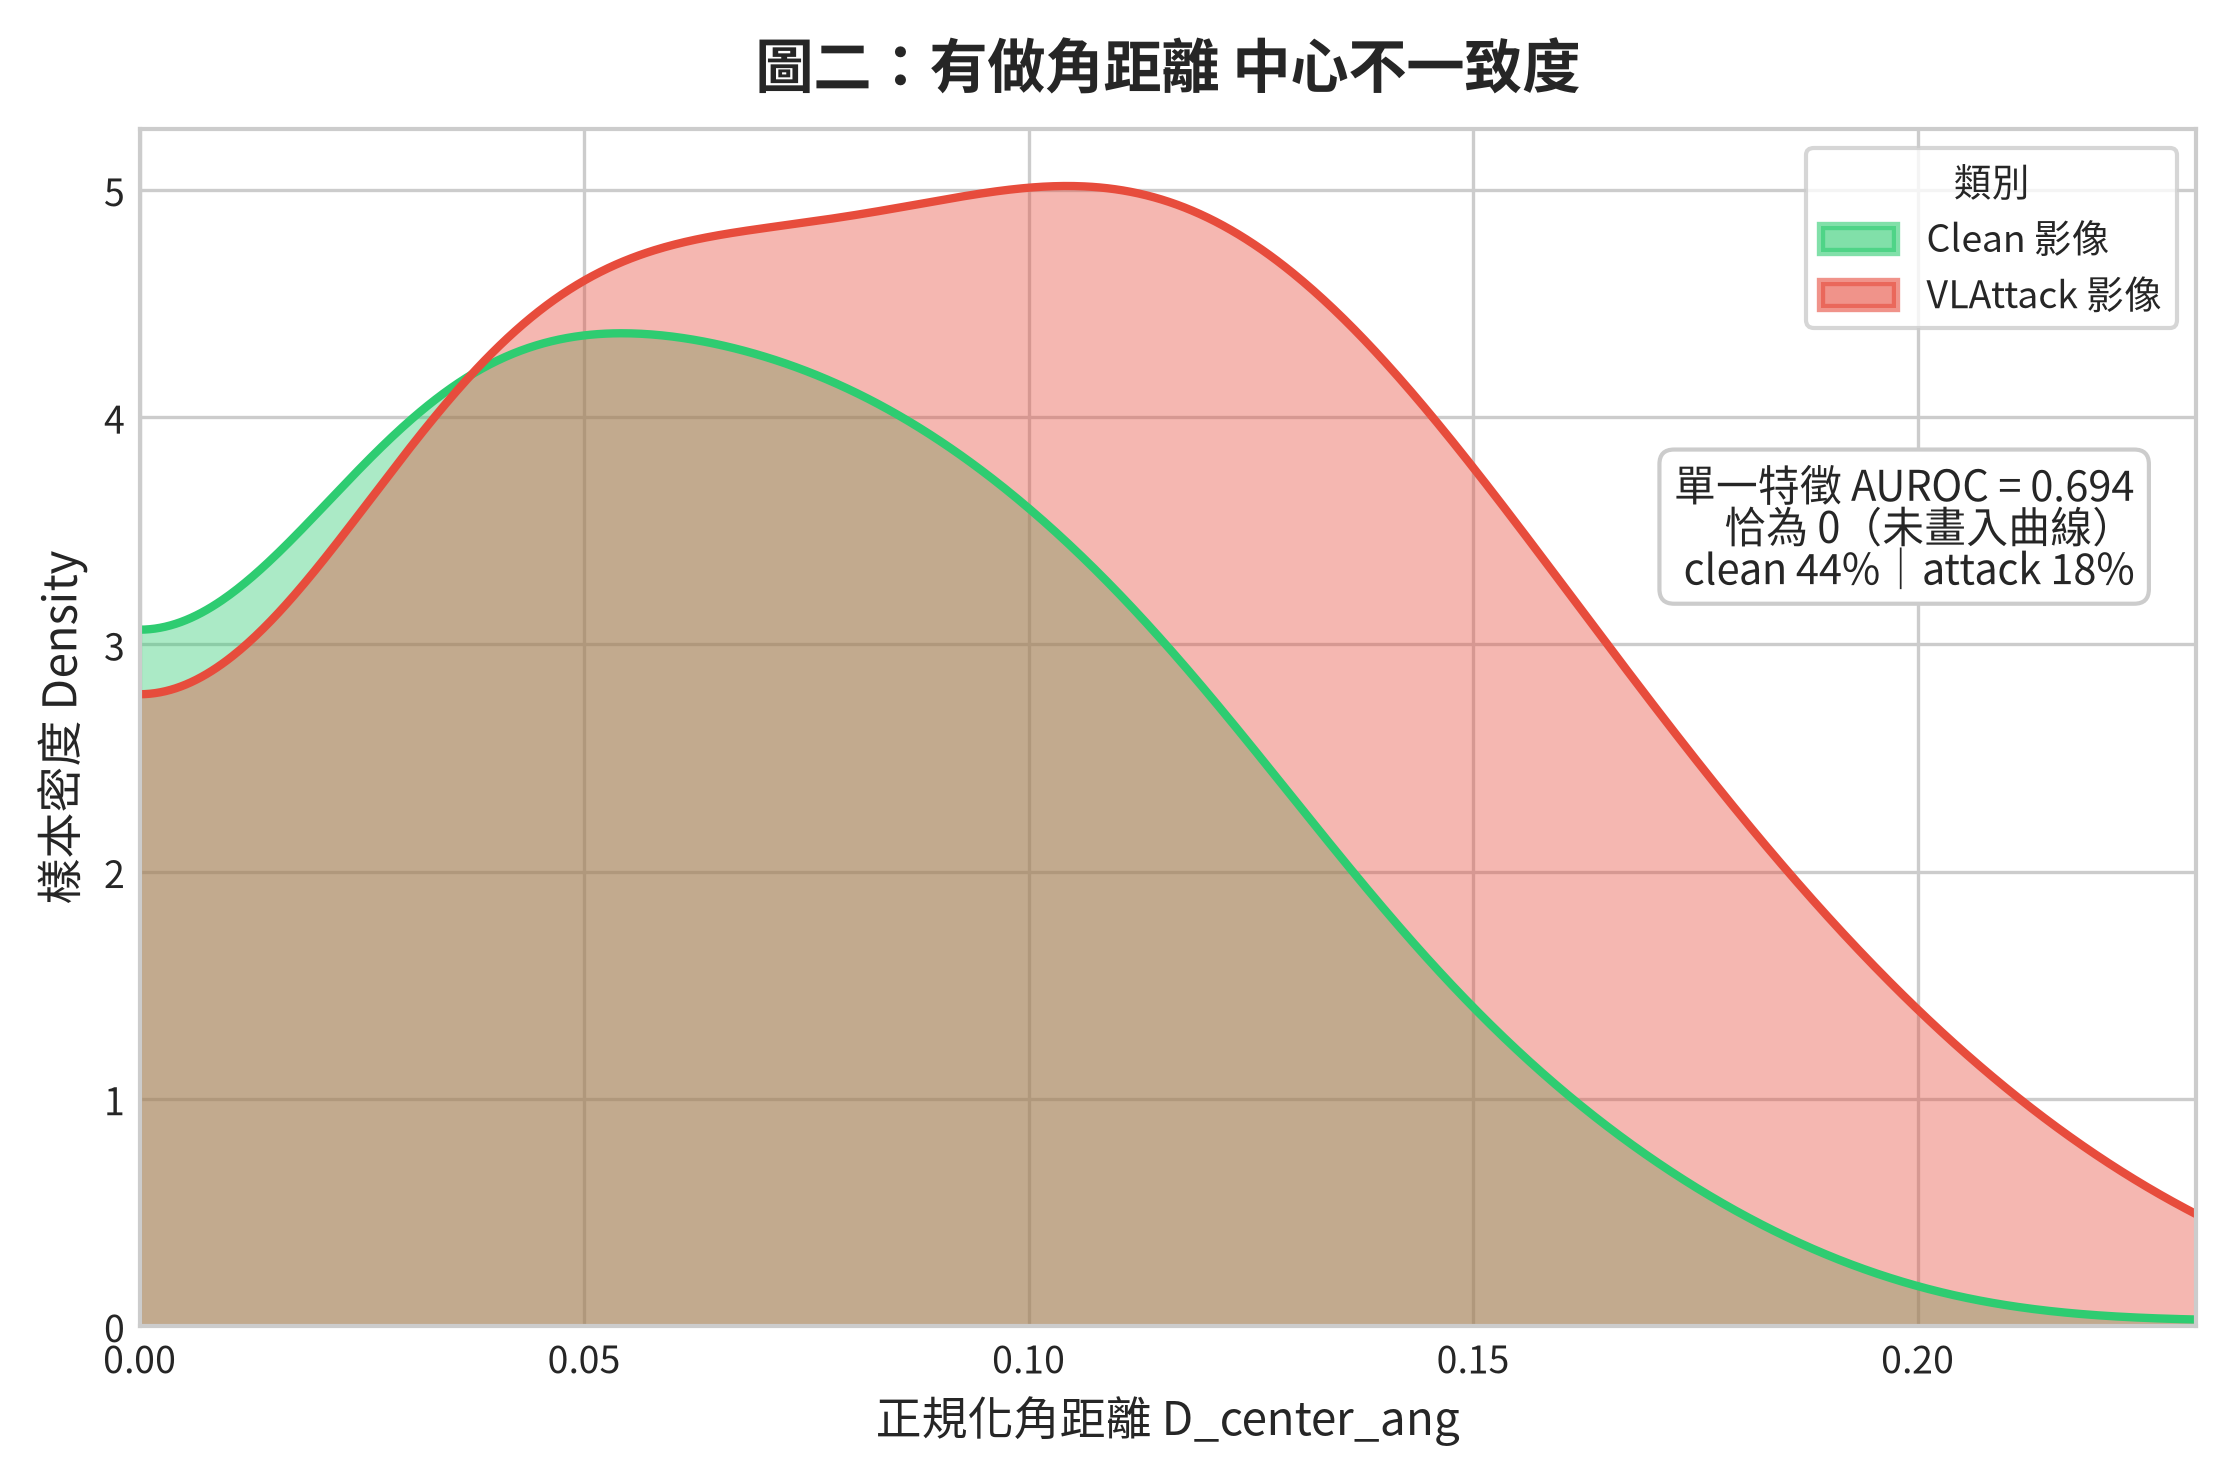 圖二：有做角距離 中心不一致度
類別
Clean 影像
VLAttack 影像
單一特徵 AUROC = 0.694
恰為 0（未畫入曲線）
clean 44%｜attack 18%
樣本密度 Density
5
4
3
2
1
0
0.00
0.05
0.10
0.15
0.20
正規化角距離 D_center_ang